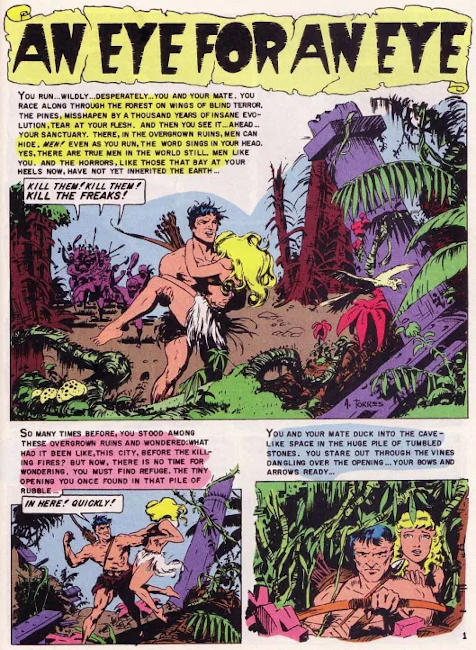 AN EYE FOR AN EYE
YOU RUN...WILDLY...DESPERATELY...YOU AND YOUR MATE. YOU
RACE ALONG THROUGH THE FOREST ON WINGS OF BLIND TERROR.
THE PINES, MISSHAPEN BY A THOUSAND YEARS OF INSANE EVO-
LUTION, TEAR AT YOUR FLESH. AND THEN YOU SEE IT...AHEAD...
YOUR SANCTUARY. THERE, IN THE OVERGROWN RUINS, MEN CAN
HIDE, MEN! EVEN AS YOU RUN, THE WORD SINGS IN YOUR HEAD.
YES, THERE ARE TRUE MEN IN THE WORLD STILL. MEN LIKE
YOU. AND THE HORRORS, LIKE THOSE THAT BAY AT YOUR
HEELS NOW, HAVE NOT YET INHERITED THE EARTH...
KILL THEM! KILL THEM!
KILL THE FREAKS!
A. TORRES
SO MANY TIMES BEFORE, YOU STOOD AMONG
THESE OVERGROWN RUINS AND WONDERED: WHAT
HAD IT BEEN LIKE, THIS CITY, BEFORE THE KILL-
ING FIRES? BUT NOW, THERE IS NO TIME FOR
WONDERING. YOU MUST FIND REFUGE. THE TINY
OPENING YOU ONCE FOUND IN THAT PILE OF
RUBBLE...
IN HERE! QUICKLY!
YOU AND YOUR MATE DUCK INTO THE CAVE-
LIKE SPACE IN THE HUGE PILE OF TUMBLED
STONES. YOU STARE OUT THROUGH THE VINES
DANGLING OVER THE OPENING...YOUR BOWS AND
ARROWS READY...
1